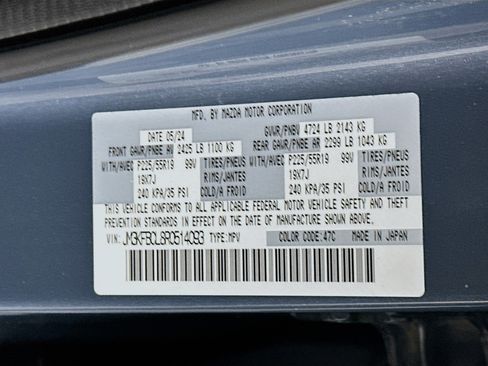 MFD. BY MAZDA MOTOR CORPORATION
DATE 05/24 GVWR/PNBV 4724 LB 2143 KG
FRONT GAWR/PNBE AV 2425 LB 1100 KG REAR GAWR/PNBE AR 2299 LB 1043 KG
WITH/AVEC P225/55R19 99V TIRES/PNEUS WITH/AVEC P225/55R19 99V TIRES/PNEUS
19X7J RIMS/JANTES 19X7J RIMS/JANTES
240 KPA/35 PSI COLD/A FROID 240 KPA/35 PSI COLD/A FROID
THIS VEHICLE CONFORMS TO ALL APPLICABLE FEDERAL MOTOR VEHICLE SAFETY AND THEFT
PREVENTION STANDARDS IN EFFECT ON THE DATE OF MANUFACTURE SHOWN ABOVE.
VIN: TYPE:MPV COLOR CODE:47C MADE IN JAPAN